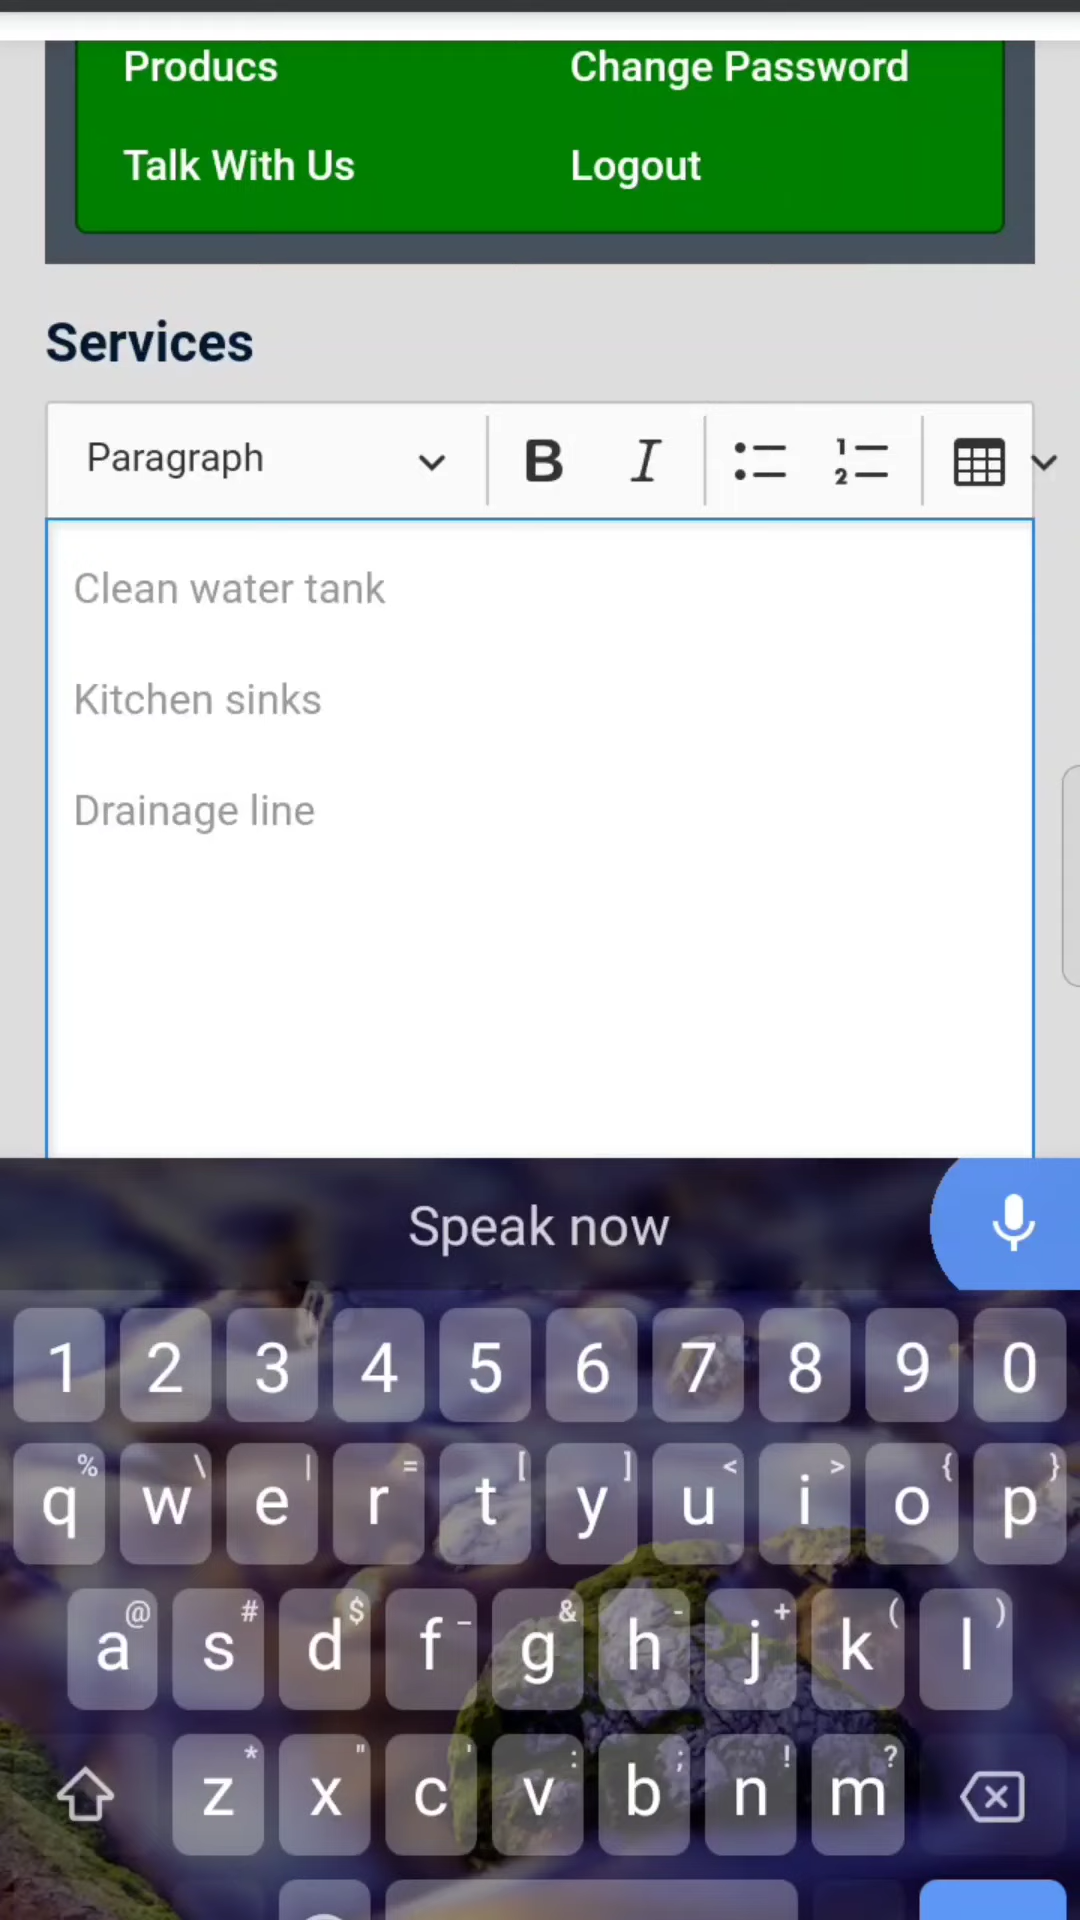 Producs Change Password
Talk With Us Logout
Services
Paragraph B I
Clean water tank
Kitchen sinks
Drainage line
Speak now
1 2 3 4 5 6 7 8 9 0
% \ | = [ ] < > { }
q w e r t y u i o p
@ # $ _ & - + ( )
a s d f g h j k l
* " ' : ; ! ?
z x c v b n m